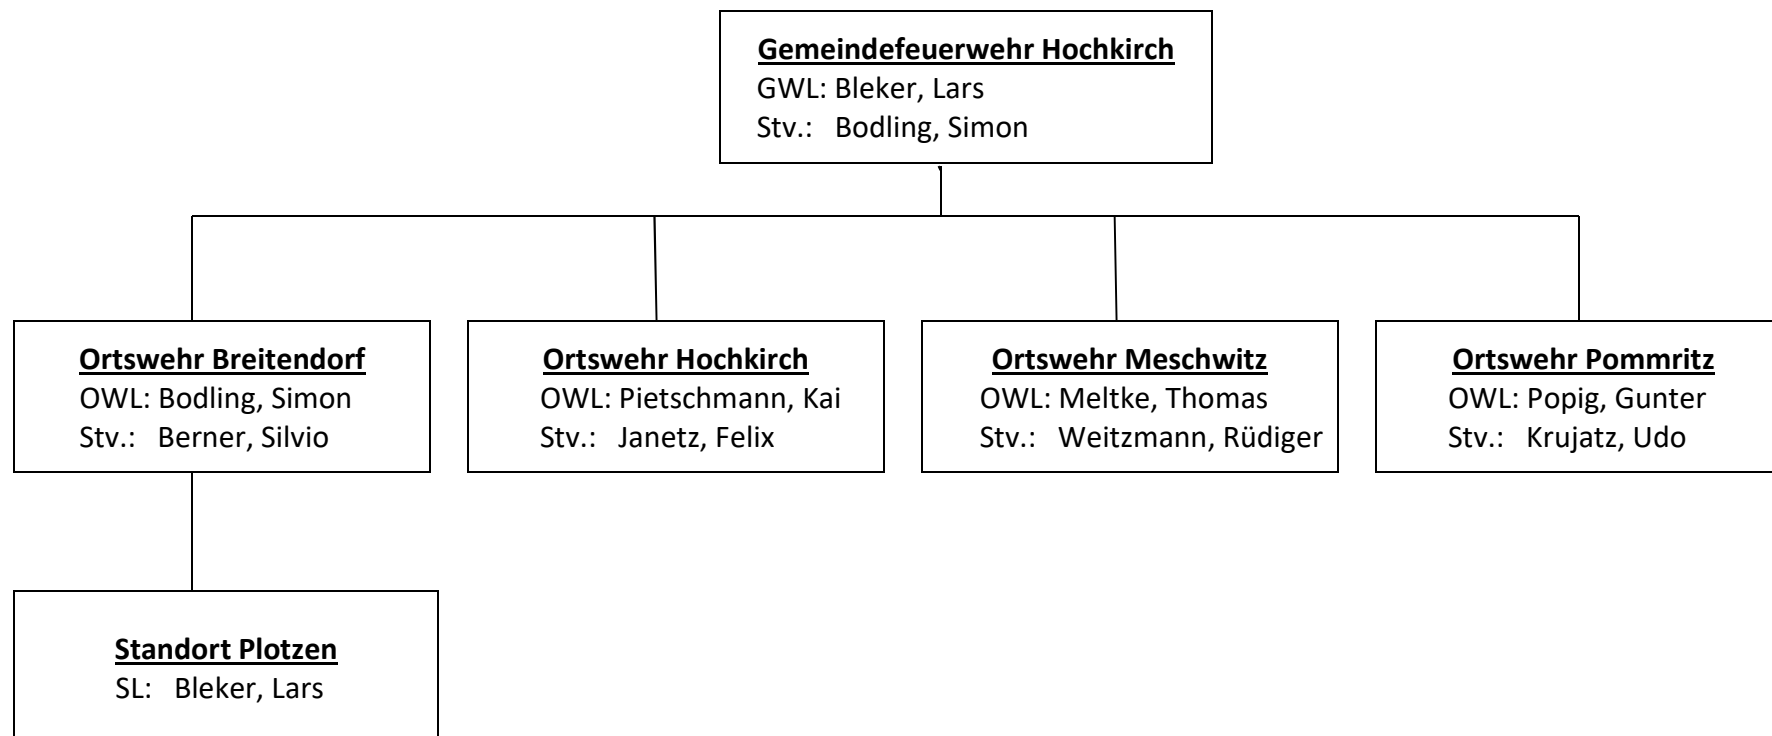 Gemeindefeuerwehr Hochkirch
GWL: Bleker, Lars
Stv.: Bodling, Simon
Ortswehr Breitendorf
OWL: Bodling, Simon
Stv.: Berner, Silvio
Ortswehr Hochkirch
OWL: Pietschmann, Kai
Stv.: Janetz, Felix
Ortswehr Meschwitz
OWL: Meltke, Thomas
Stv.: Weitzmann, Rüdiger
Ortswehr Pommritz
OWL: Popig, Gunter
Stv.: Krujatz, Udo
Standort Plotzen
SL: Bleker, Lars